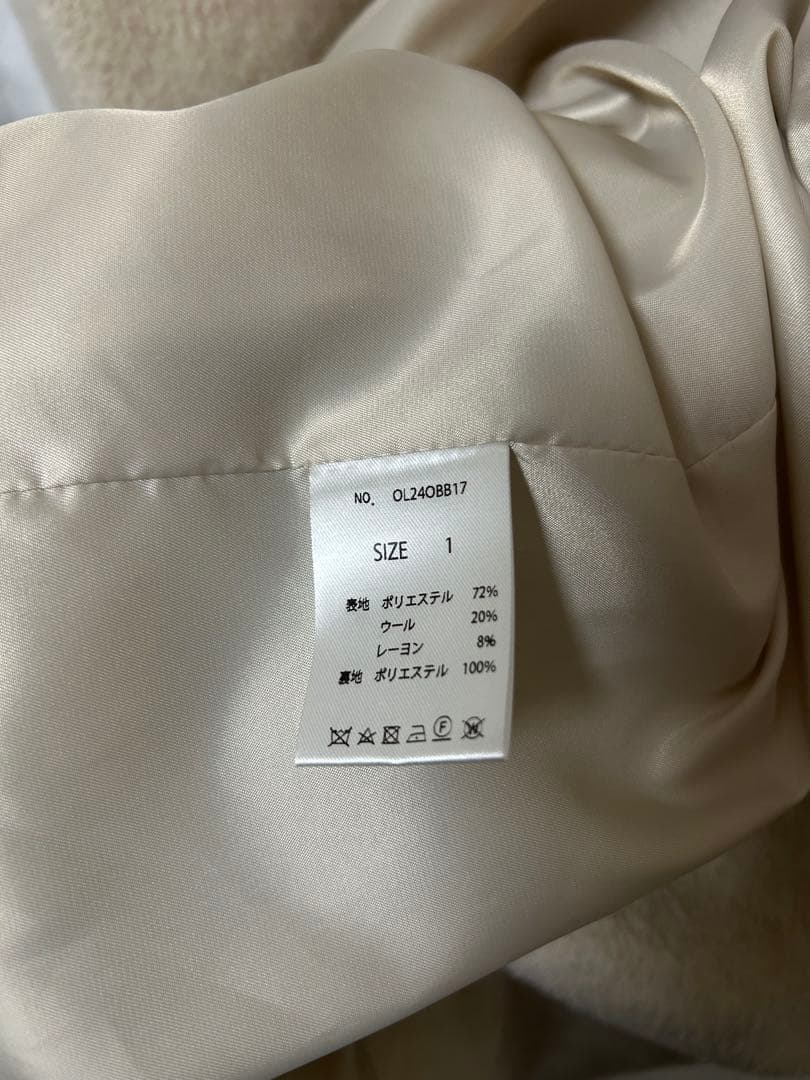 NO. OL24OBB17
SIZE 1
表地 ポリエステル 72%
ウール 20%
レーヨン 8%
裏地 ポリエステル 100%
F W